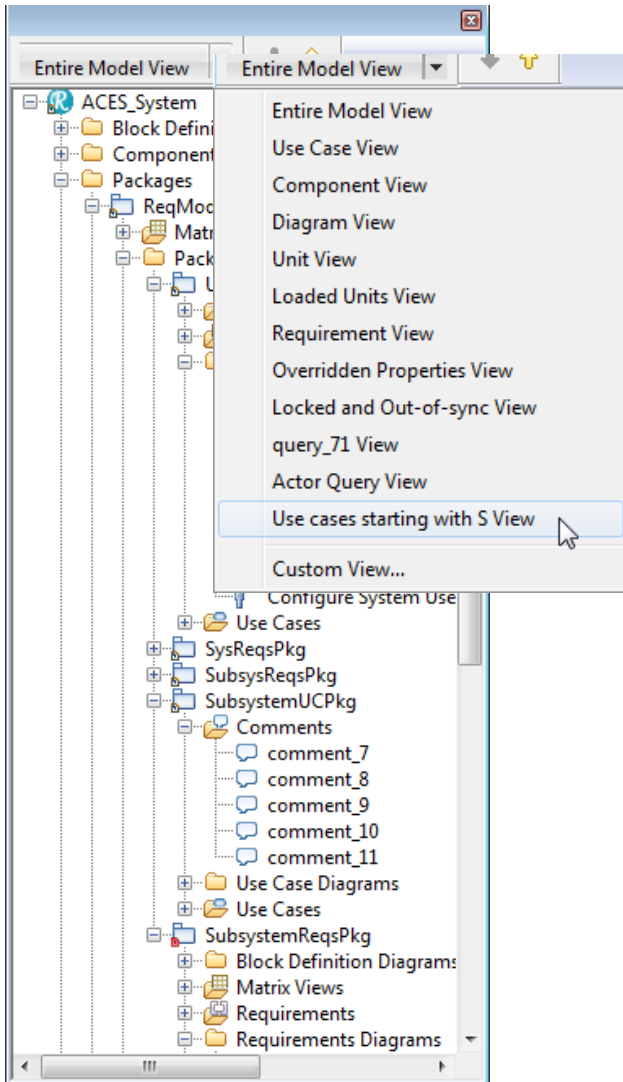 Entire Model View
Entire Model View
ACES_System
Block Defini
Component
Packages
ReqMod
Matr
Pack
U
Entire Model View
Use Case View
Component View
Diagram View
Unit View
Loaded Units View
Requirement View
Overridden Properties View
Locked and Out-of-sync View
query_71 View
Actor Query View
Use cases starting with S View
Custom View...
Configure System Use
Use Cases
SysReqsPkg
SubsysReqsPkg
SubsystemUCPkg
Comments
comment_7
comment_8
comment_9
comment_10
comment_11
Use Case Diagrams
Use Cases
SubsystemReqsPkg
Block Definition Diagrams
Matrix Views
Requirements
Requirements Diagrams